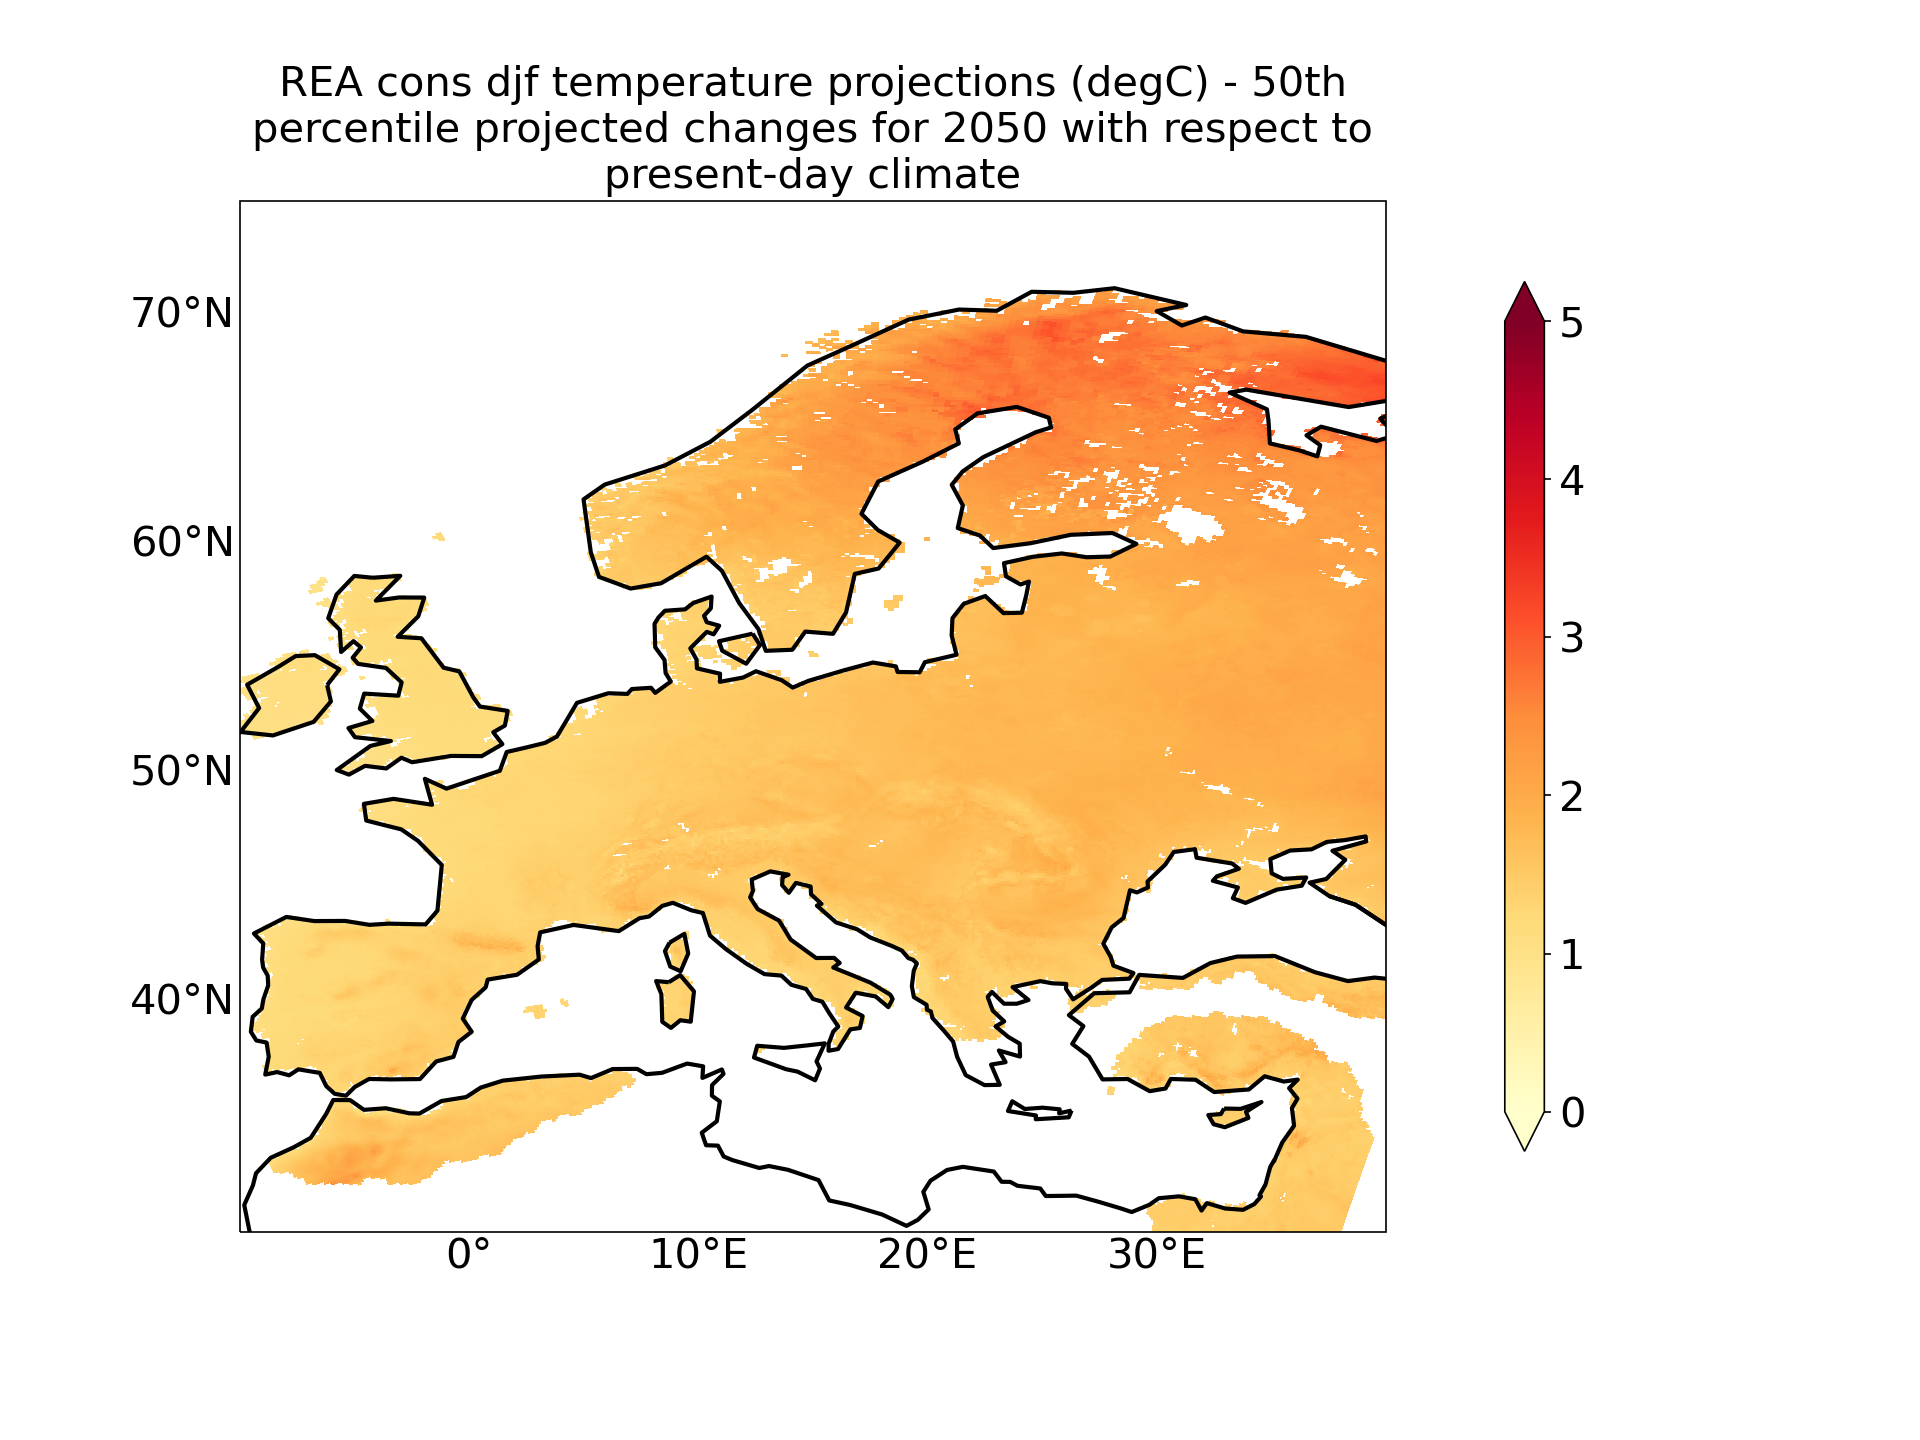 REA cons djf temperature projections (degC) - 50th
percentile projected changes for 2050 with respect to
present-day climate
70°N
60°N
50°N
40°N
0°
10°E
20°E
30°E
5
4
3
2
1
0